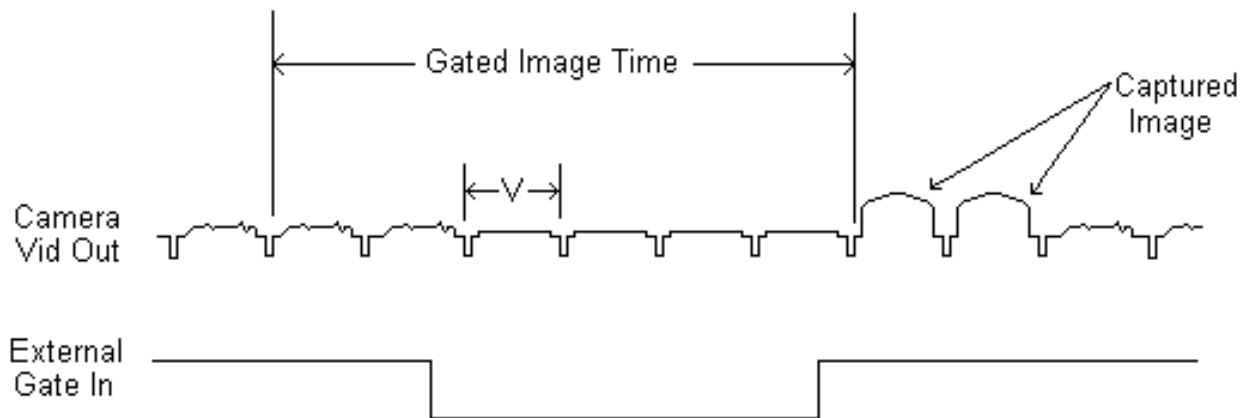 Gated Image Time
Captured
Image
V
Camera
Vid Out
External
Gate In